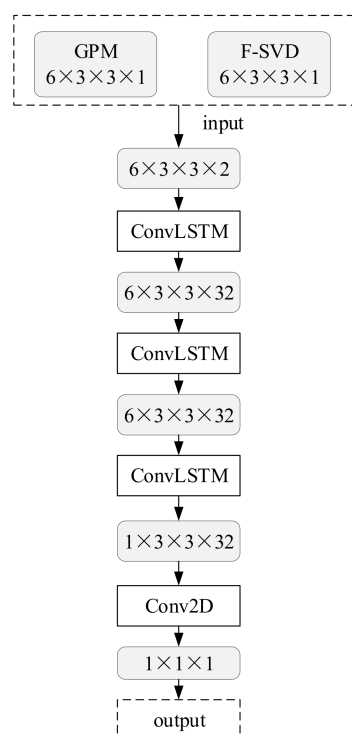 GPM
6×3×3×1
F-SVD
6×3×3×1
input
6×3×3×2
ConvLSTM
6×3×3×32
ConvLSTM
6×3×3×32
ConvLSTM
1×3×3×32
Conv2D
1×1×1
output